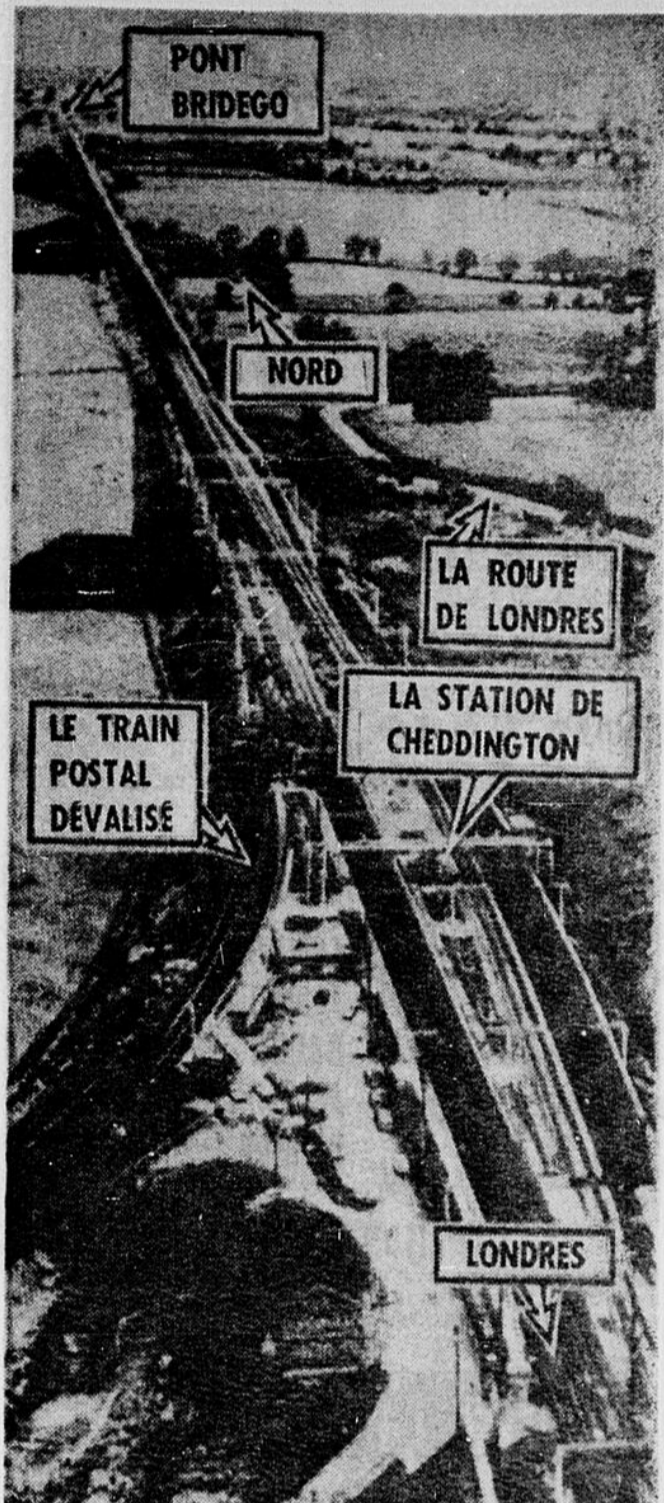 PONT
BRIDEGO
NORD
LA ROUTE
DE LONDRES
LA STATION DE
CHEDDINGTON
LE TRAIN
POSTAL
DÉVALISÉ
LONDRES